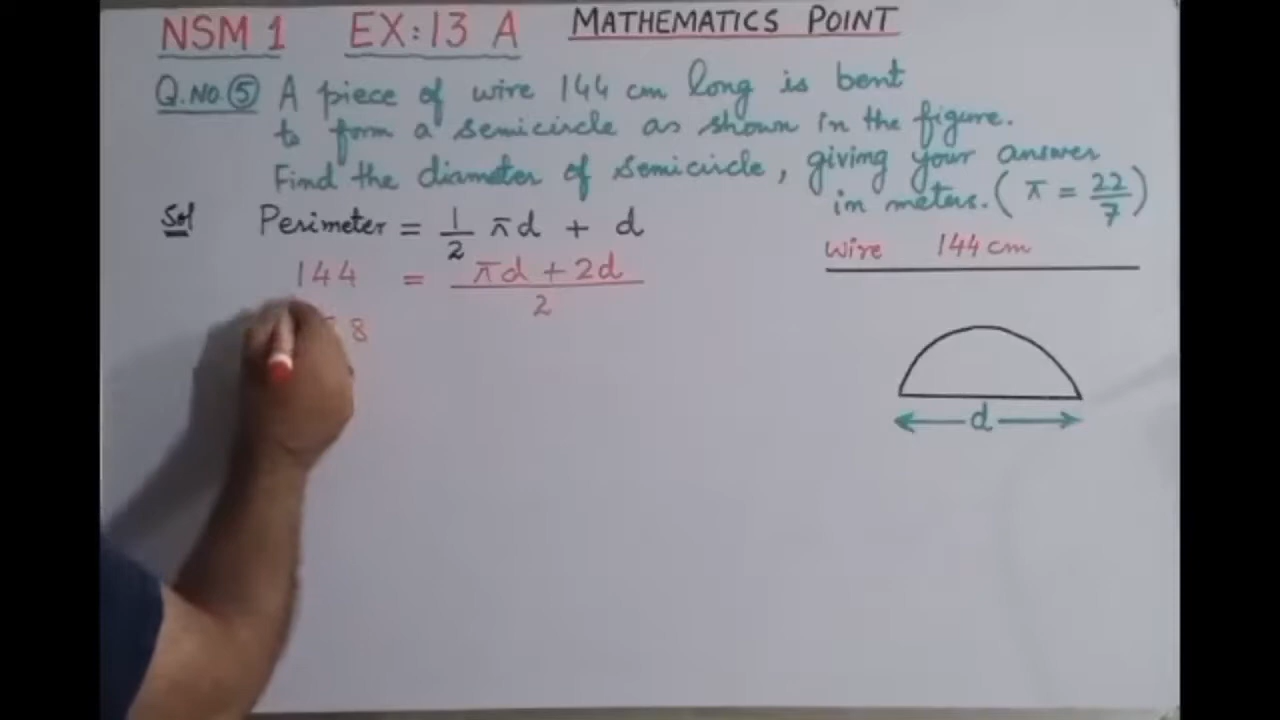 NSM 1 EX:13 A MATHEMATICS POINT
Q.NO.⑤ A piece of wire 144 cm long is bent
to form a semicircle as shown in the figure.
Find the diameter of semicircle, giving your answer
in meters. ( π = 22/7 )
Sol Perimeter = 1/2 πd + d
144 = πd + 2d / 2
8
wire 144 cm
d